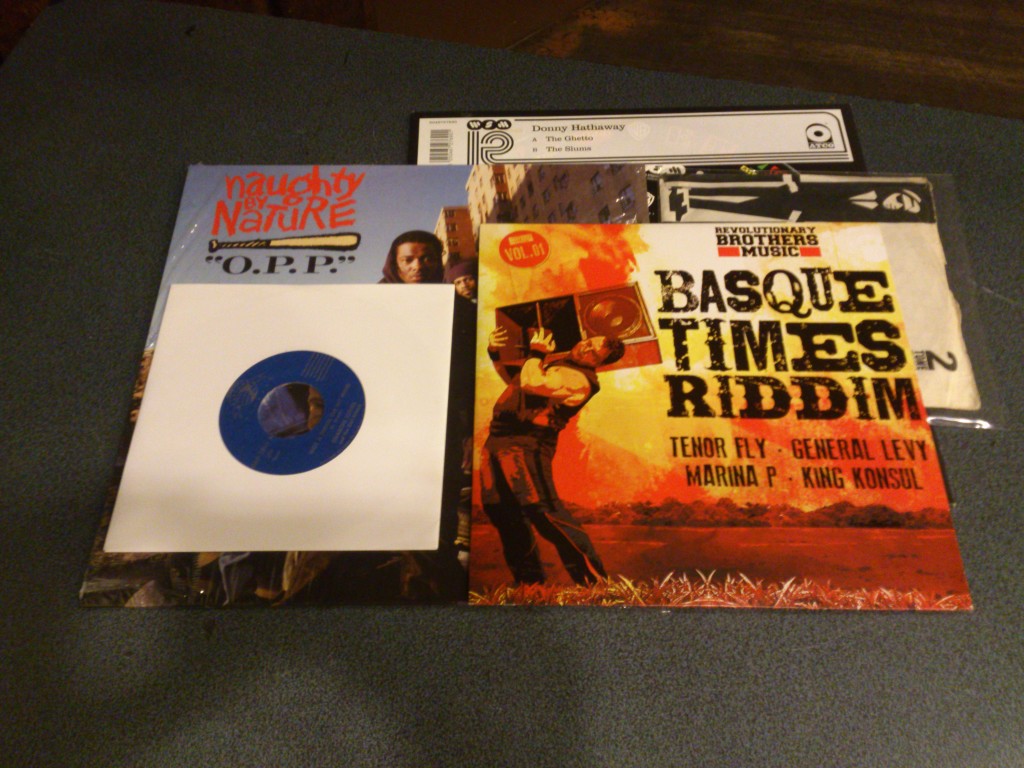 Donny Hathaway
A The Ghetto
B The Slums
12
ATCO
naughty
BY
NATURE
"O.P.P."
VOL.01
REVOLUTIONARY
BROTHERS
MUSIC
BASQUE
TIMES
RIDDIM
TENOR FLY · GENERAL LEVY
MARINA P · KING KONSUL
2
TONE